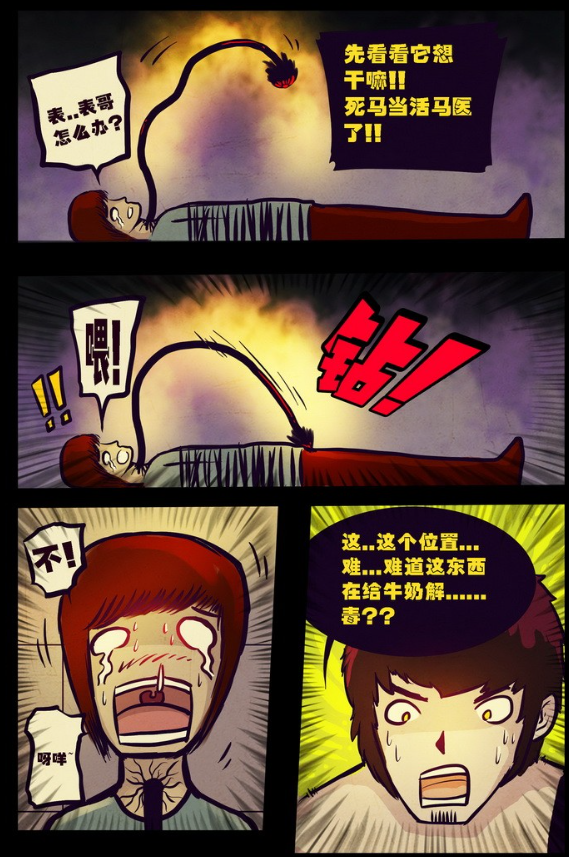 表..表哥
怎么办?
先看看它想
干嘛!!
死马当活马医
了!!
喂!
!!
钻!
不!
呀咩~
这..这个位置...
难...难道这东西
在给牛奶解......
毒??